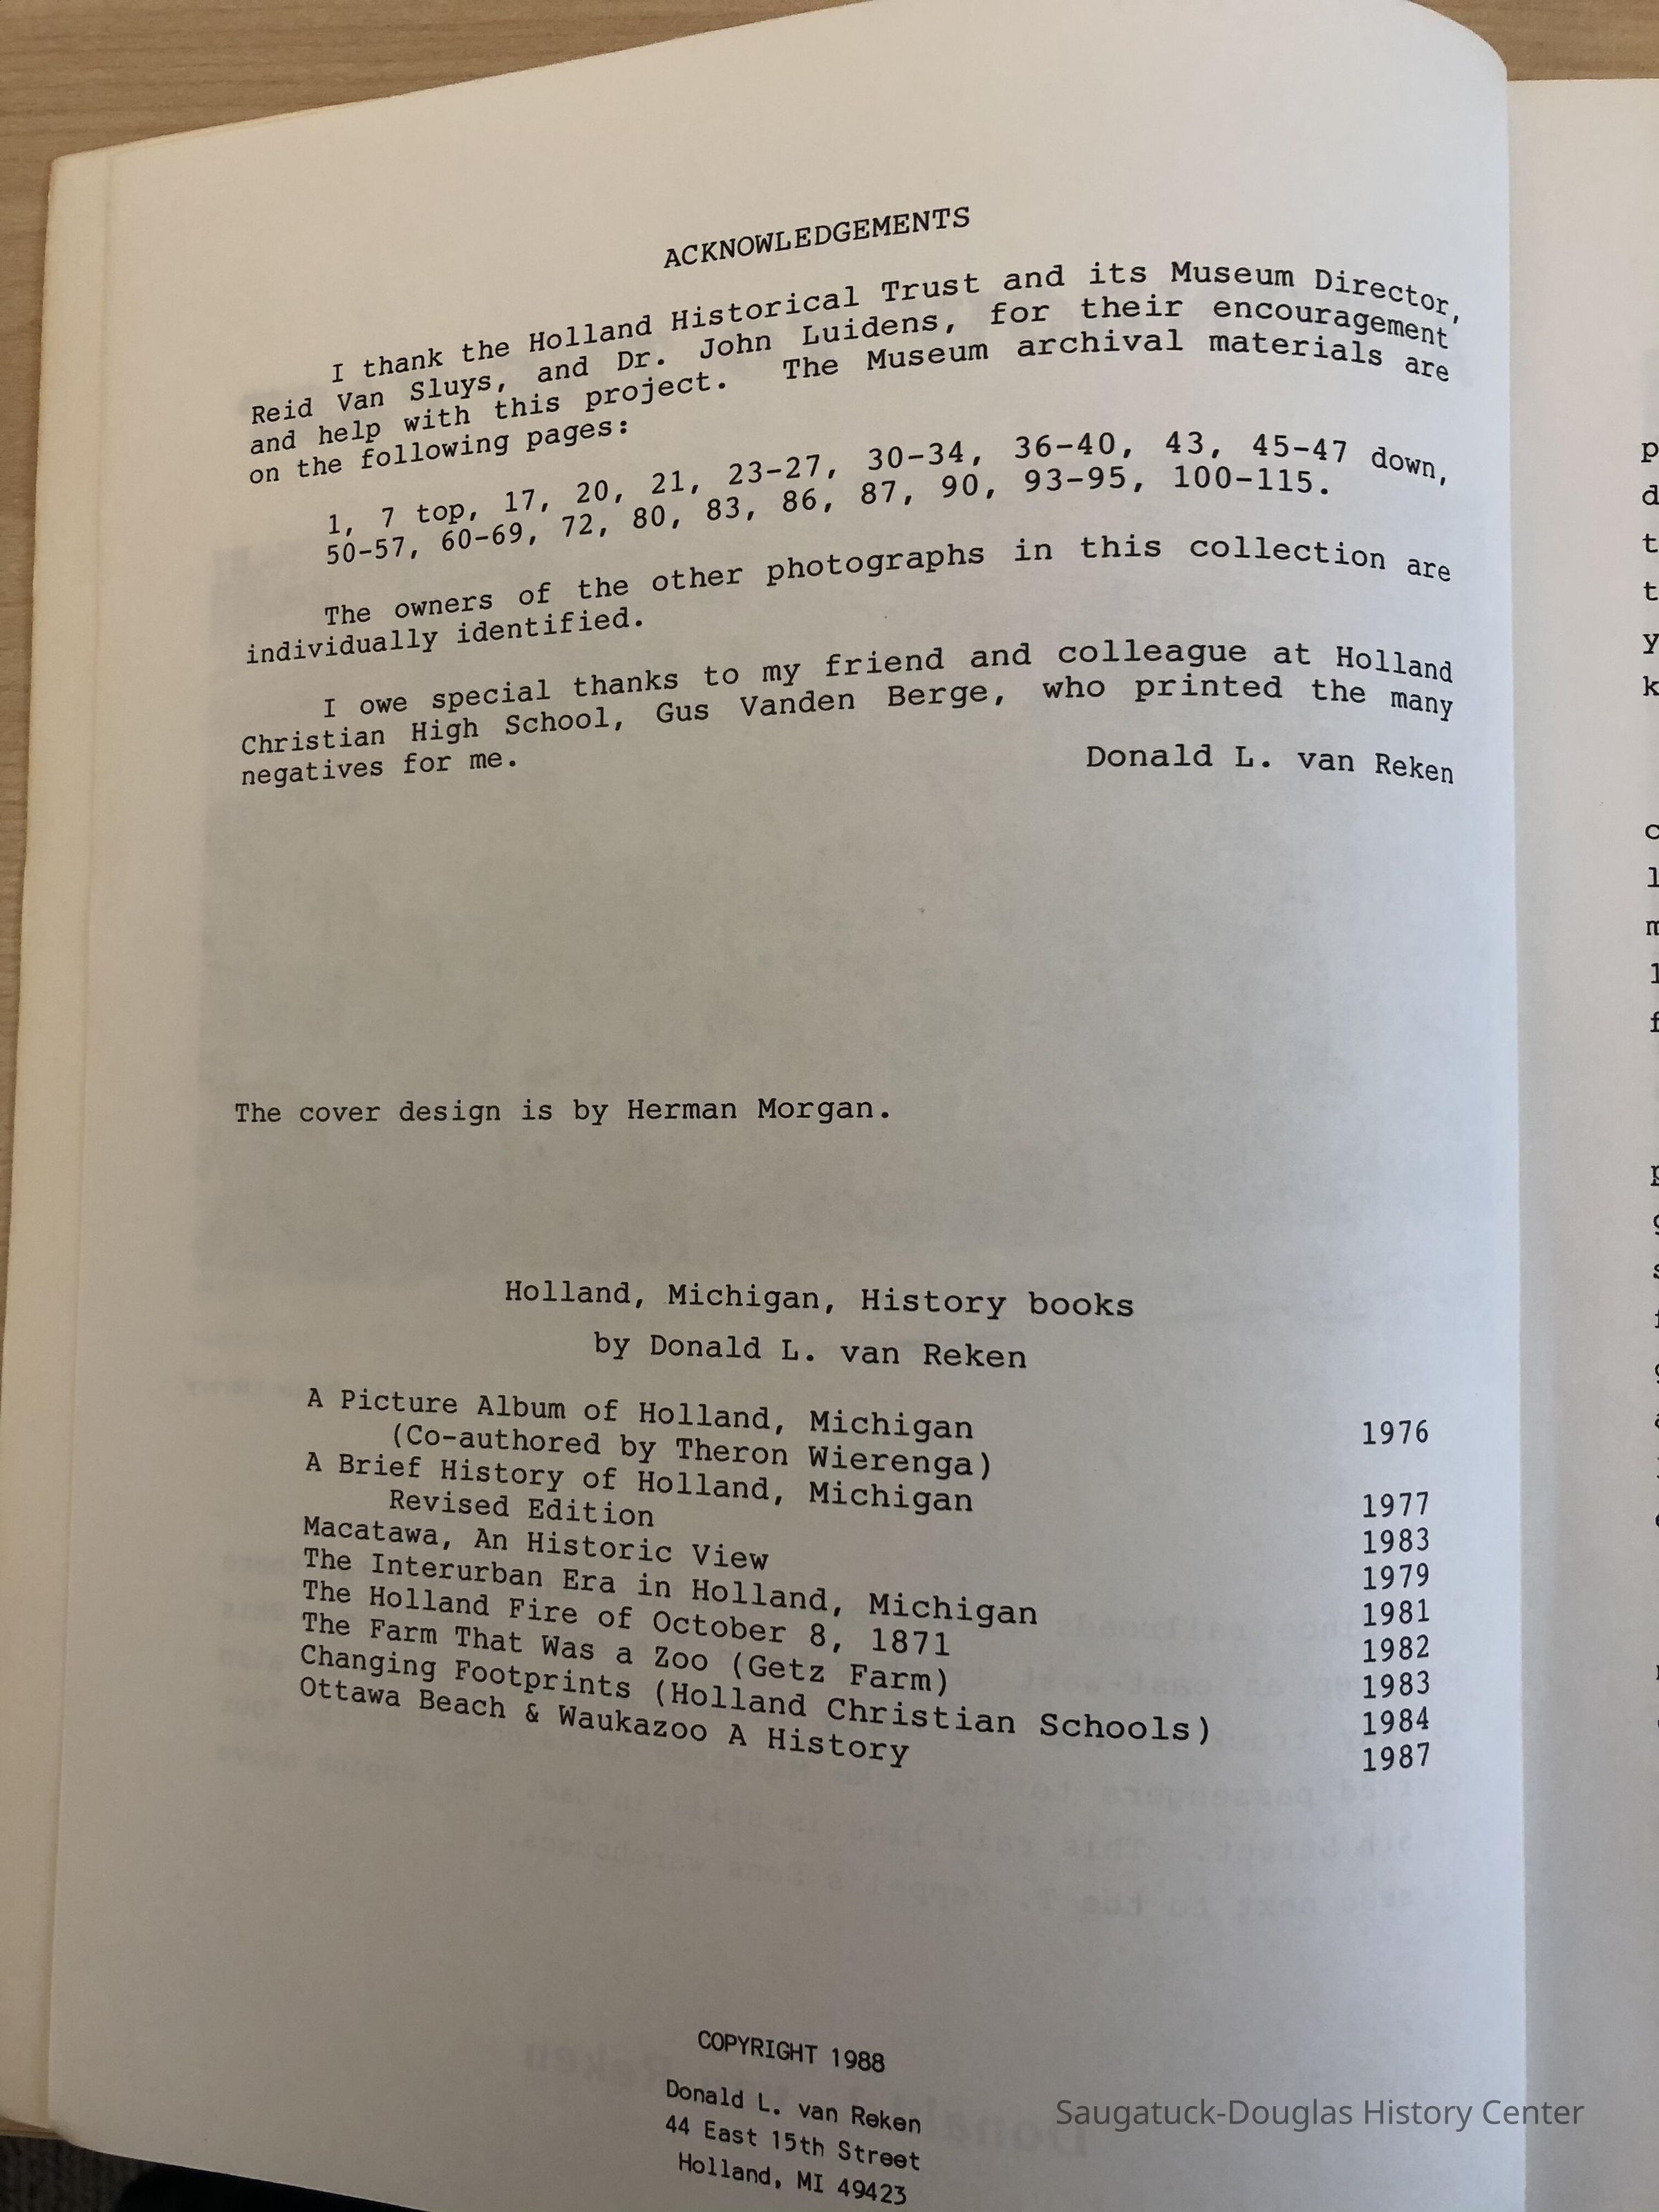 ACKNOWLEDGEMENTS
I thank the Holland Historical Trust and its Museum Director,
Reid Van Sluys, and Dr. John Luidens, for their encouragement
and help with this project. The Museum archival materials are
on the following pages:
1, 7 top, 17, 20, 21, 23-27, 30-34, 36-40, 43, 45-47 down,
50-57, 60-69, 72, 80, 83, 86, 87, 90, 93-95, 100-115.
The owners of the other photographs in this collection are
individually identified.
I owe special thanks to my friend and colleague at Holland
Christian High School, Gus Vanden Berge, who printed the many
negatives for me.
Donald L. van Reken
The cover design is by Herman Morgan.
Holland, Michigan, History books
by Donald L. van Reken
A Picture Album of Holland, Michigan 1976
(Co-authored by Theron Wierenga)
A Brief History of Holland, Michigan 1977
Revised Edition 1983
Macatawa, An Historic View 1979
The Interurban Era in Holland, Michigan 1981
The Holland Fire of October 8, 1871 1982
The Farm That Was a Zoo (Getz Farm) 1983
Changing Footprints (Holland Christian Schools) 1984
Ottawa Beach & Waukazoo A History 1987
COPYRIGHT 1988
Donald L. van Reken
44 East 15th Street
Holland, MI 49423
Saugatuck-Douglas History Center